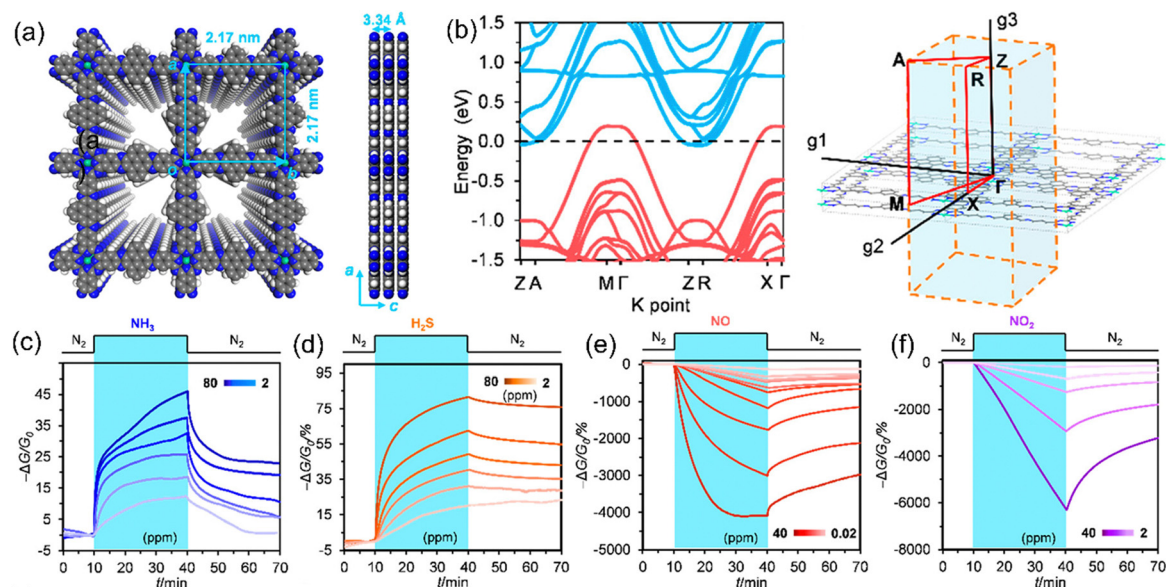 (a)
2.17 nm
2.17 nm
a
o
b
(a
3.34 Å
a
c
(b)
Energy (eV)
1.0
0.5
0.0
-0.5
-1.0
-1.5
Z A M Γ Z R X Γ
K point
g3
A
Z
R
g1
Γ
M
X
g2
(c)
NH₃
N₂
N₂
80 2
(ppm)
−ΔG/G₀/%
45
35
25
15
5
-5
0 10 20 30 40 50 60 70
t/min
(d)
H₂S
N₂
N₂
80 2
(ppm)
(ppm)
−ΔG/G₀/%
95
75
55
35
15
-5
0 10 20 30 40 50 60 70
t/min
(e)
NO
N₂
N₂
40 0.02
(ppm)
−ΔG/G₀/%
0
-1000
-2000
-3000
-4000
-5000
0 10 20 30 40 50 60 70
t/min
(f)
NO₂
N₂
N₂
40 2
(ppm)
−ΔG/G₀/%
0
-2000
-4000
-6000
-8000
0 10 20 30 40 50 60 70
t/min